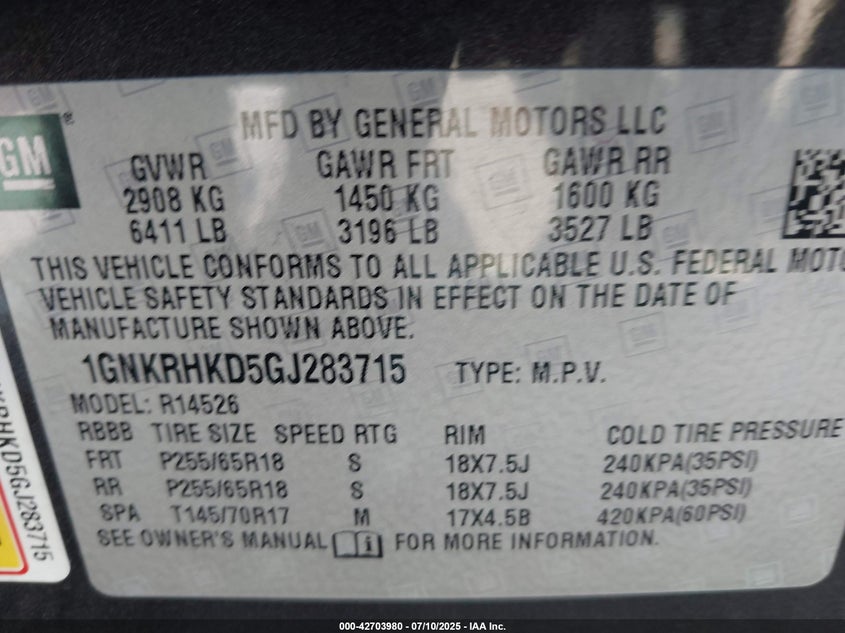 GM®
MFD BY GENERAL MOTORS LLC
GVWR GAWR FRT GAWR RR
2908 KG 1450 KG 1600 KG
6411 LB 3196 LB 3527 LB
THIS VEHICLE CONFORMS TO ALL APPLICABLE U.S. FEDERAL MOTO
VEHICLE SAFETY STANDARDS IN EFFECT ON THE DATE OF
MANUFACTURE SHOWN ABOVE.
1GNKRHKD5GJ283715 TYPE: M.P.V.
MODEL: R14526
RBBB TIRE SIZE SPEED RTG RIM COLD TIRE PRESSURE
FRT P255/65R18 S 18X7.5J 240KPA(35PSI)
RR P255/65R18 S 18X7.5J 240KPA(35PSI)
SPA T145/70R17 M 17X4.5B 420KPA(60PSI)
SEE OWNER'S MANUAL FOR MORE INFORMATION.
KRHKD5GJ283715
000-42703980 - 07/10/2025 - IAA Inc.